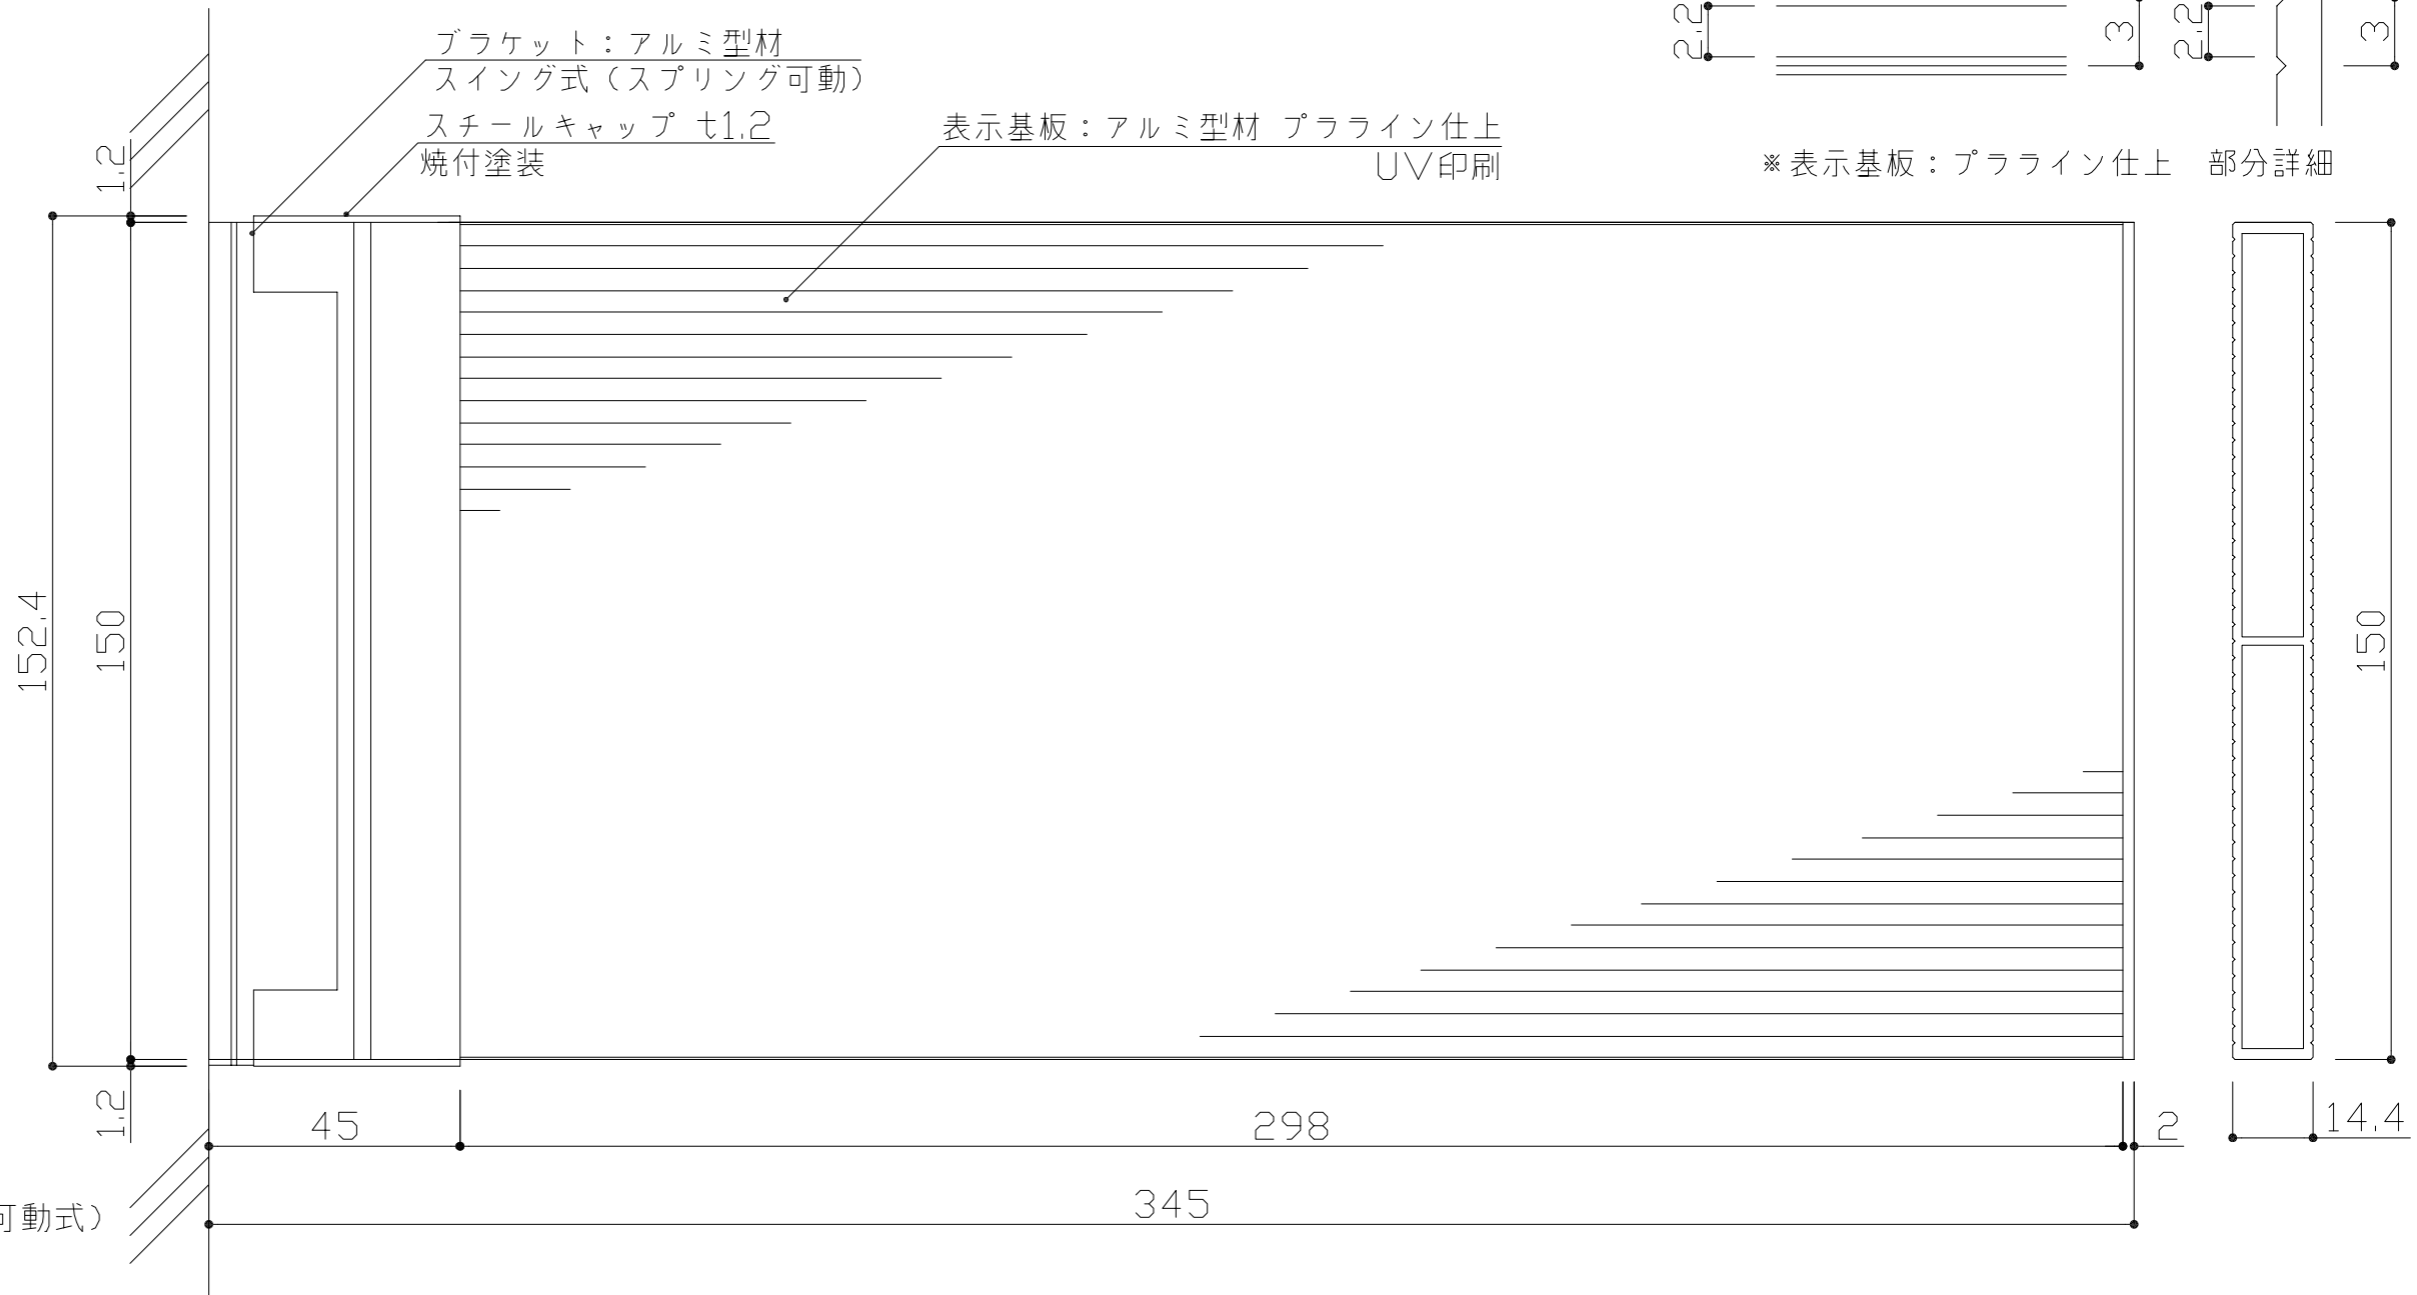 2.2
3
2.2
3
ブラケット：アルミ型材
スイング式（スプリング可動）
スチールキャップ t1.2
焼付塗装
表示基板：アルミ型材 プラライン仕上
UV印刷
※表示基板：プラライン仕上 部分詳細
1.2
152.4
150
150
1.2
45
298
2
14.4
345
可動式）